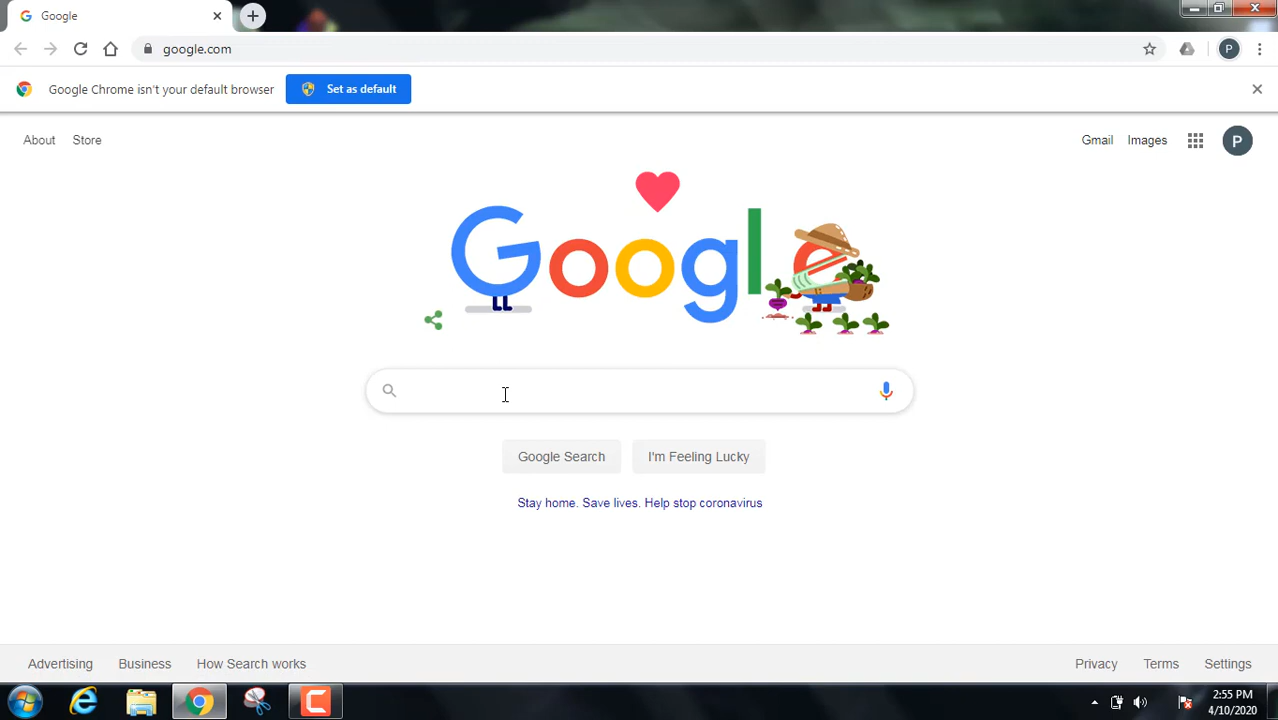 Google
google.com
P
Google Chrome isn't your default browser
Set as default
About
Store
Gmail
Images
P
Google
Google Search
I'm Feeling Lucky
Stay home. Save lives. Help stop coronavirus
Advertising
Business
How Search works
Privacy
Terms
Settings
2:55 PM
4/10/2020